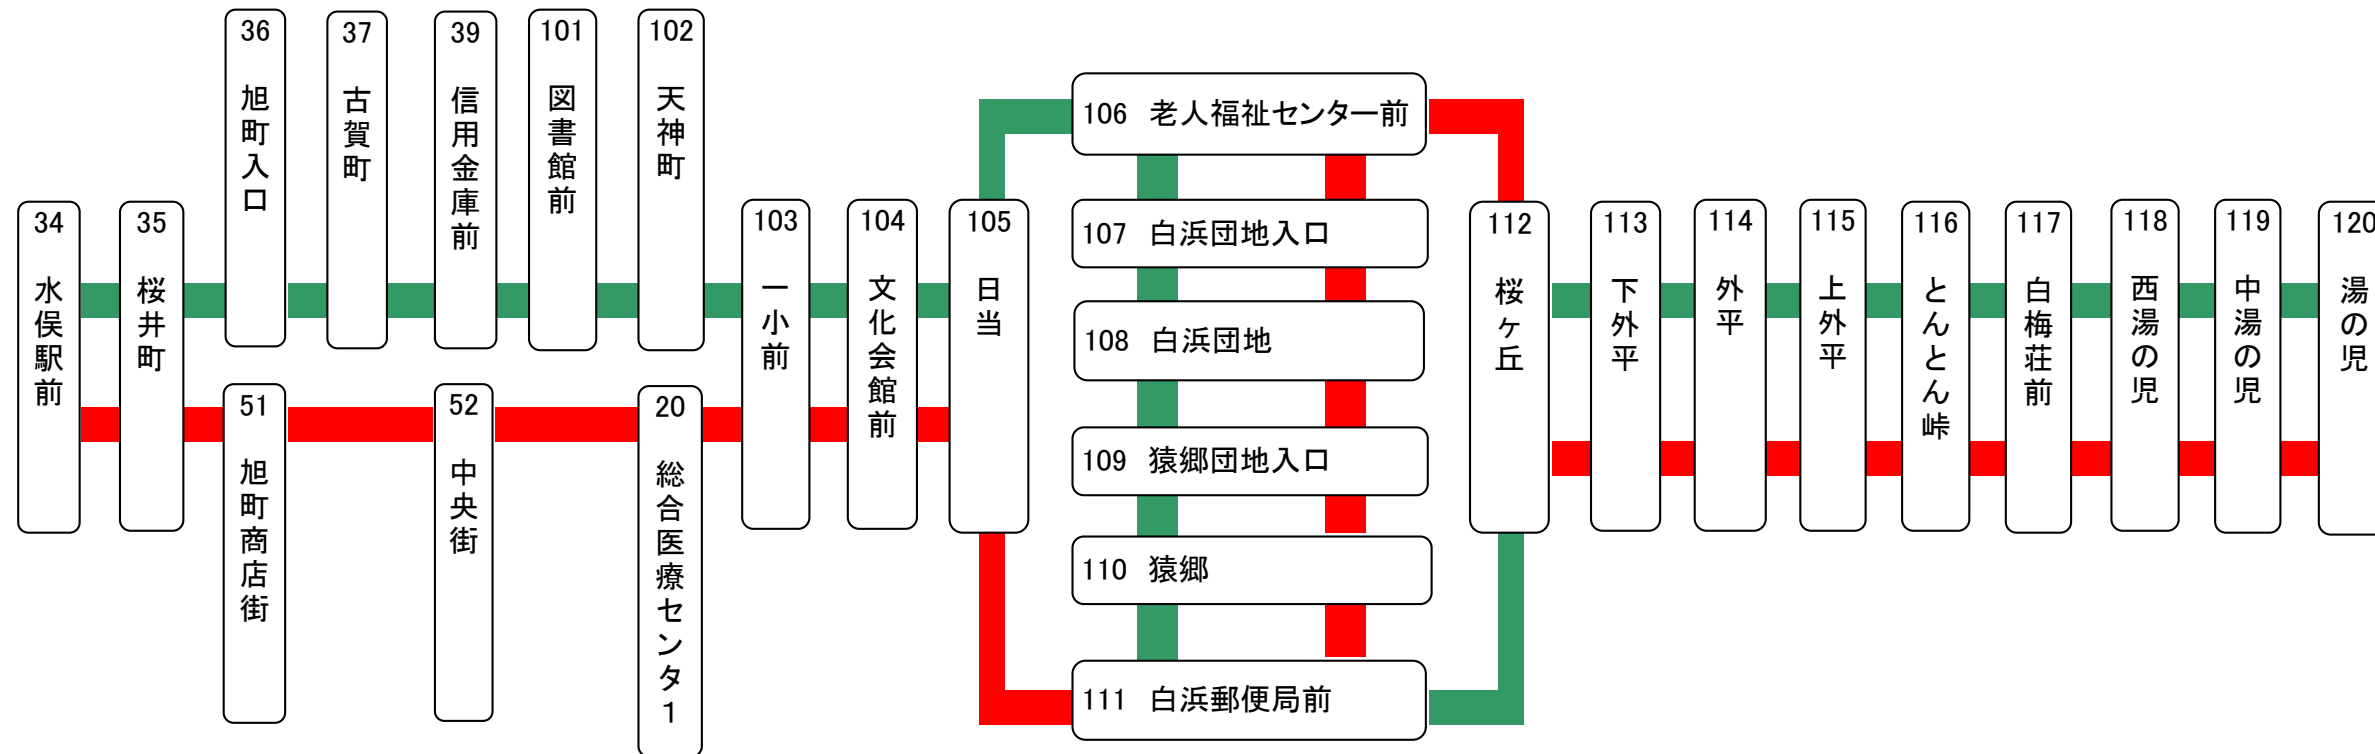 34 水俣駅前
35 桜井町
36 旭町入口
37 古賀町
39 信用金庫前
101 図書館前
102 天神町
51 旭町商店街
52 中央街
20 総合医療センタ1
103 一小前
104 文化会館前
105 日当
106 老人福祉センター前
107 白浜団地入口
108 白浜団地
109 猿郷団地入口
110 猿郷
111 白浜郵便局前
112 桜ヶ丘
113 下外平
114 外平
115 上外平
116 とんとん峠
117 白梅荘前
118 西湯の児
119 中湯の児
120 湯の児